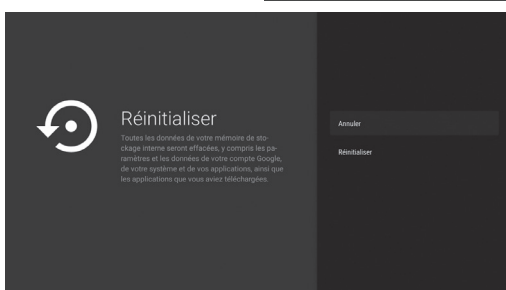 Réinitialiser
Toutes les données de votre mémoire de sto-
ckage interne seront effacées, y compris les pa-
ramètres et les données de votre compte Google,
de votre système et de vos applications, ainsi que
les applications que vous aviez téléchargées.
Annuler
Réinitialiser